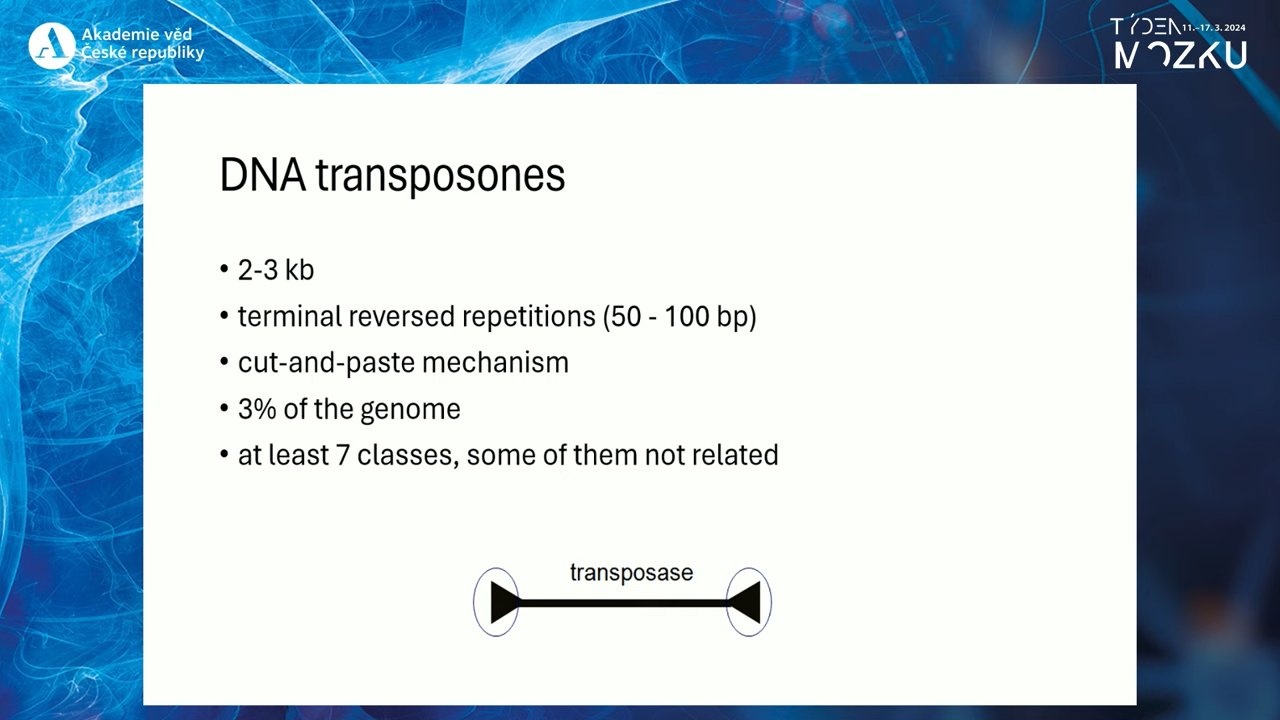 Akademie věd
České republiky
TÝDEN 11.–17. 3. 2024
MOZKU
DNA transposones
• 2-3 kb
• terminal reversed repetitions (50 - 100 bp)
• cut-and-paste mechanism
• 3% of the genome
• at least 7 classes, some of them not related
transposase